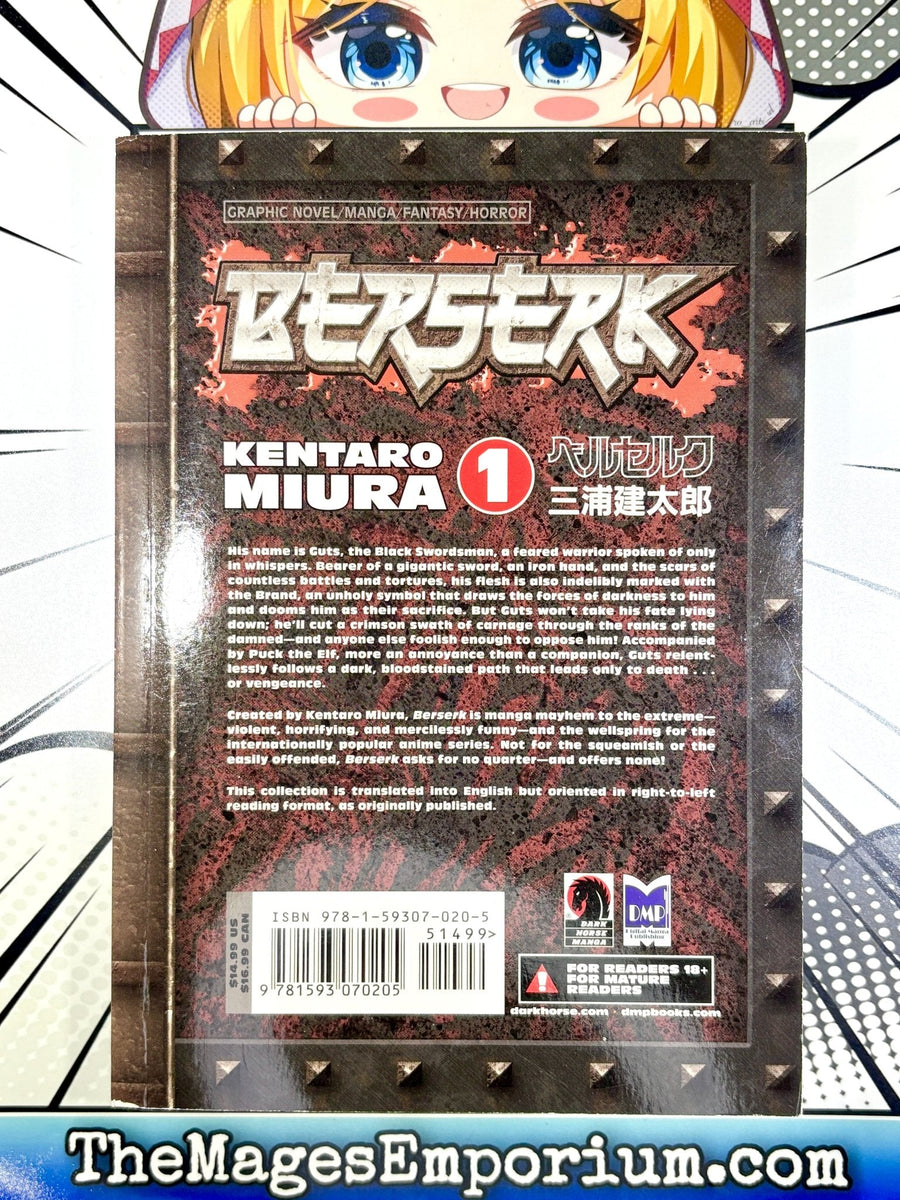 GRAPHIC NOVEL/MANGA/FANTASY/HORROR
BERSERK
KENTARO
MIURA
1
ベルセルク
三浦建太郎
His name is Guts, the Black Swordsman, a feared warrior spoken of only
in whispers. Bearer of a gigantic sword, an iron hand, and the scars of
countless battles and tortures, his flesh is also indelibly marked with
the Brand, an unholy symbol that draws the forces of darkness to him
and dooms him as their sacrifice. But Guts won't take his fate lying
down; he'll cut a crimson swath of carnage through the ranks of the
damned—and anyone else foolish enough to oppose him! Accompanied
by Puck the Elf, more an annoyance than a companion, Guts relent-
lessly follows a dark, bloodstained path that leads only to death . . .
or vengeance.
Created by Kentaro Miura, Berserk is manga mayhem to the extreme—
violent, horrifying, and mercilessly funny—and the wellspring for the
internationally popular anime series. Not for the squeamish or the
easily offended, Berserk asks for no quarter—and offers none!
This collection is translated into English but oriented in right-to-left
reading format, as originally published.
$14.99 US
$16.99 CAN
ISBN 978-1-59307-020-5
51499>
9 781593 070205
DARK
HORSE
MANGA
DMP
Digital Manga
Publishing
FOR READERS 18+
FOR MATURE
READERS
darkhorse.com · dmpbooks.com
TheMagesEmporium.com